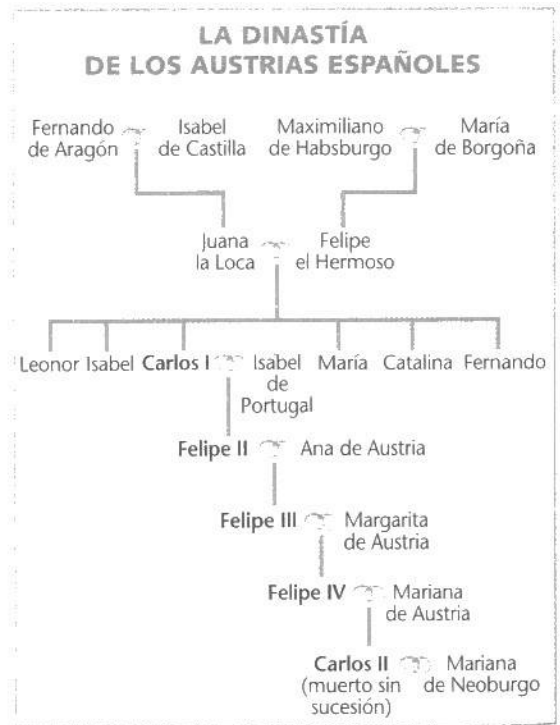 LA DINASTÍA
DE LOS AUSTRIAS ESPAÑOLES
Fernando de Aragón
Isabel de Castilla
Maximiliano de Habsburgo
María de Borgoña
Juana la Loca
Felipe el Hermoso
Leonor Isabel Carlos I Isabel de Portugal María Catalina Fernando
Felipe II Ana de Austria
Felipe III Margarita de Austria
Felipe IV Mariana de Austria
Carlos II (muerto sin sucesión)
Mariana de Neoburgo